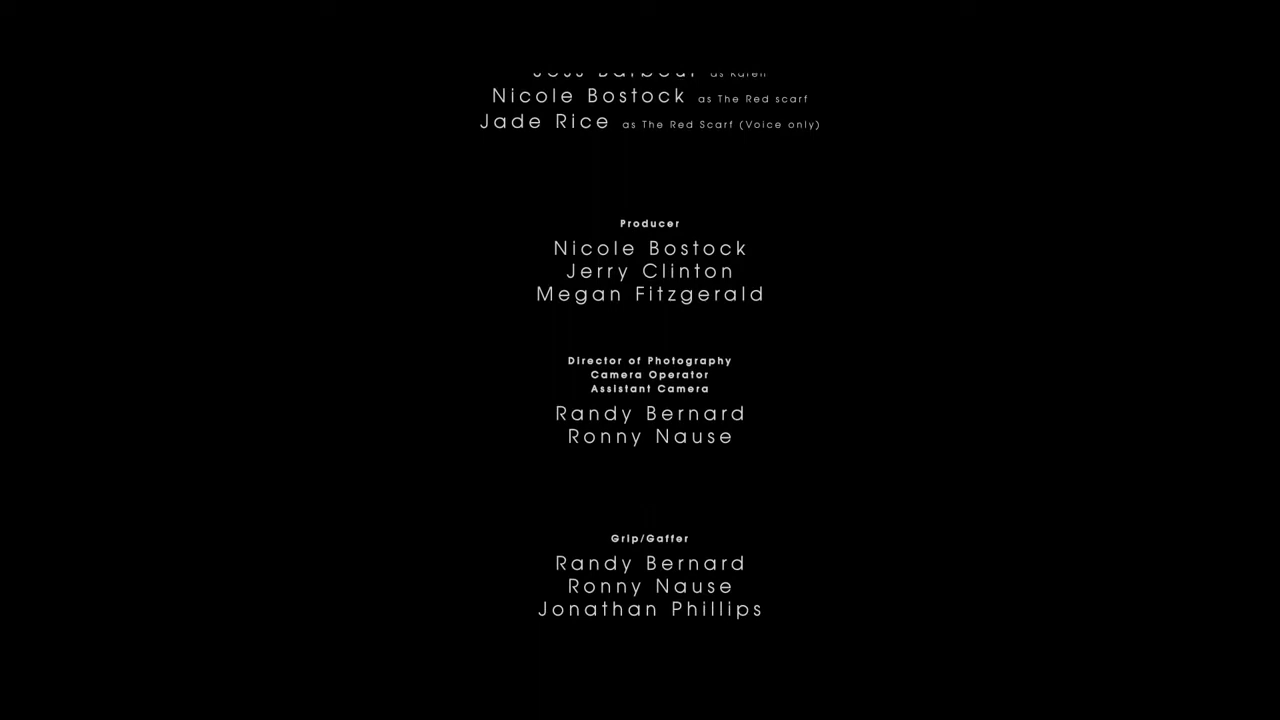 as Karen
Nicole Bostock as The Red scarf
Jade Rice as The Red Scarf (Voice only)
Producer
Nicole Bostock
Jerry Clinton
Megan Fitzgerald
Director of Photography
Camera Operator
Assistant Camera
Randy Bernard
Ronny Nause
Grip/Gaffer
Randy Bernard
Ronny Nause
Jonathan Phillips